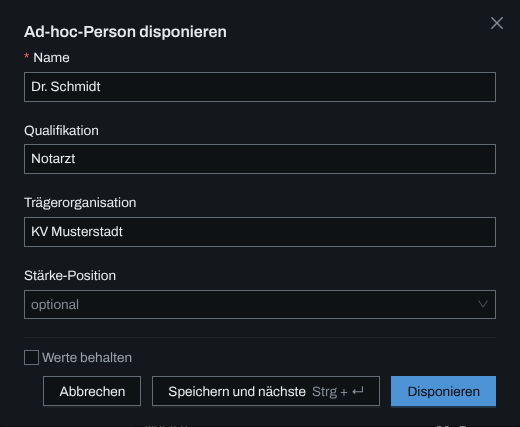 Ad-hoc-Person disponieren
* Name
Dr. Schmidt
Qualifikation
Notarzt
Trägerorganisation
KV Musterstadt
Stärke-Position
optional
Werte behalten
Abbrechen Speichern und nächste Strg + ↵ Disponieren